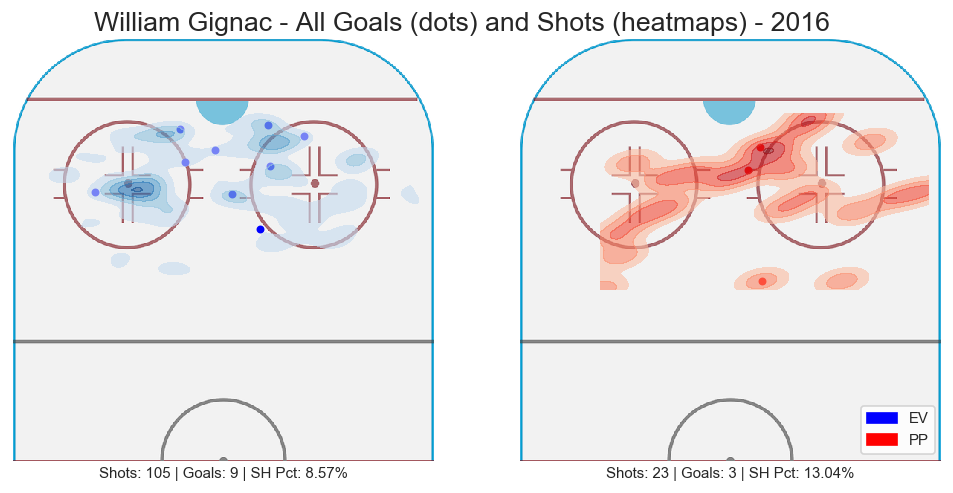 William Gignac - All Goals (dots) and Shots (heatmaps) - 2016
EV
PP
Shots: 105 | Goals: 9 | SH Pct: 8.57%
Shots: 23 | Goals: 3 | SH Pct: 13.04%